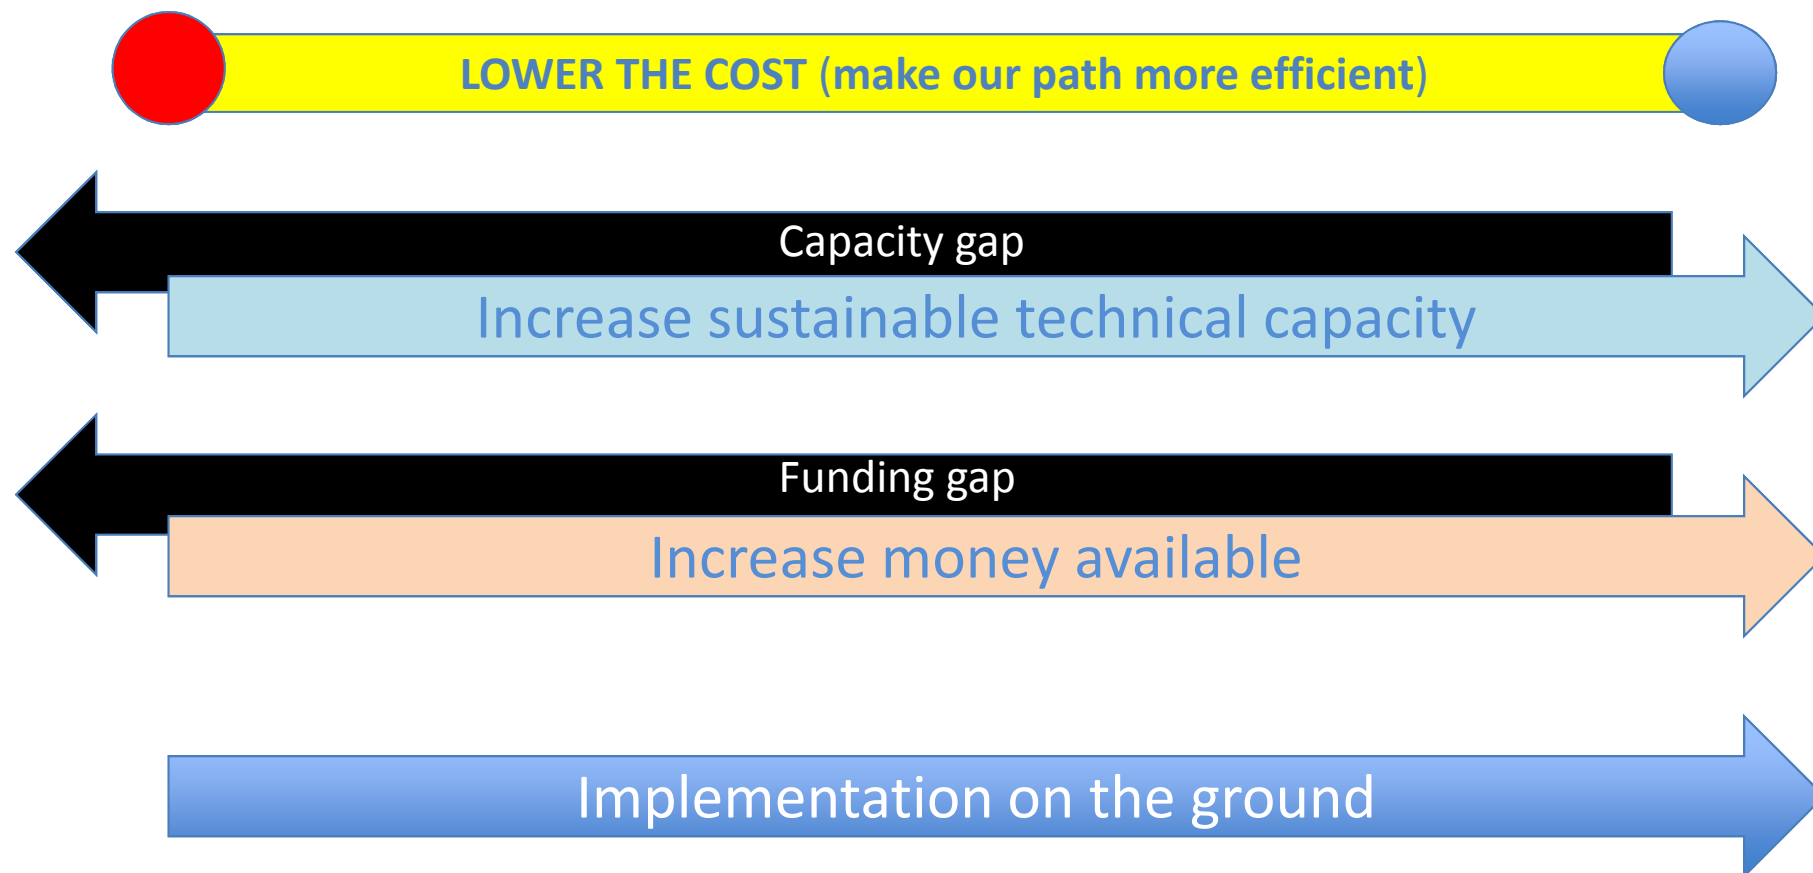 LOWER THE COST (make our path more efficient)
Capacity gap
Increase sustainable technical capacity
Funding gap
Increase money available
Implementation on the ground